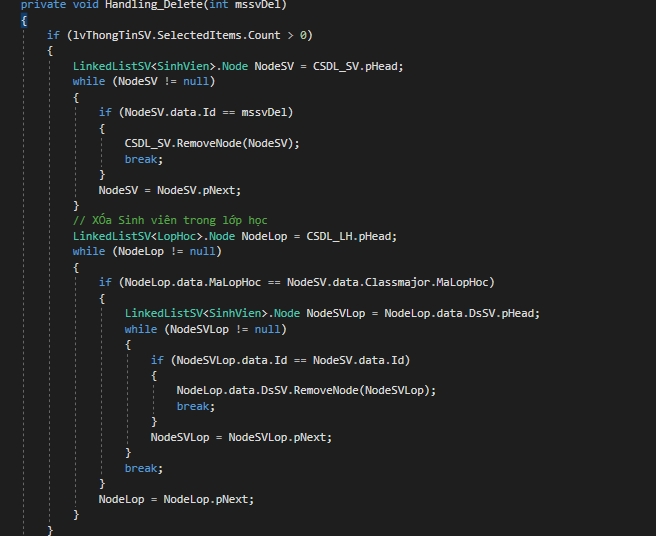 private void Handling_Delete(int mssvDel)
{
if (lvThongTinSV.SelectedItems.Count > 0)
{
LinkedListSV<SinhVien>.Node NodeSV = CSDL_SV.pHead;
while (NodeSV != null)
{
if (NodeSV.data.Id == mssvDel)
{
CSDL_SV.RemoveNode(NodeSV);
break;
}
NodeSV = NodeSV.pNext;
}
// XÓa Sinh viên trong lớp học
LinkedListSV<LopHoc>.Node NodeLop = CSDL_LH.pHead;
while (NodeLop != null)
{
if (NodeLop.data.MaLopHoc == NodeSV.data.Classmajor.MaLopHoc)
{
LinkedListSV<SinhVien>.Node NodeSVLop = NodeLop.data.DsSV.pHead;
while (NodeSVLop != null)
{
if (NodeSVLop.data.Id == NodeSV.data.Id)
{
NodeLop.data.DsSV.RemoveNode(NodeSVLop);
break;
}
NodeSVLop = NodeSVLop.pNext;
}
break;
}
NodeLop = NodeLop.pNext;
}
}